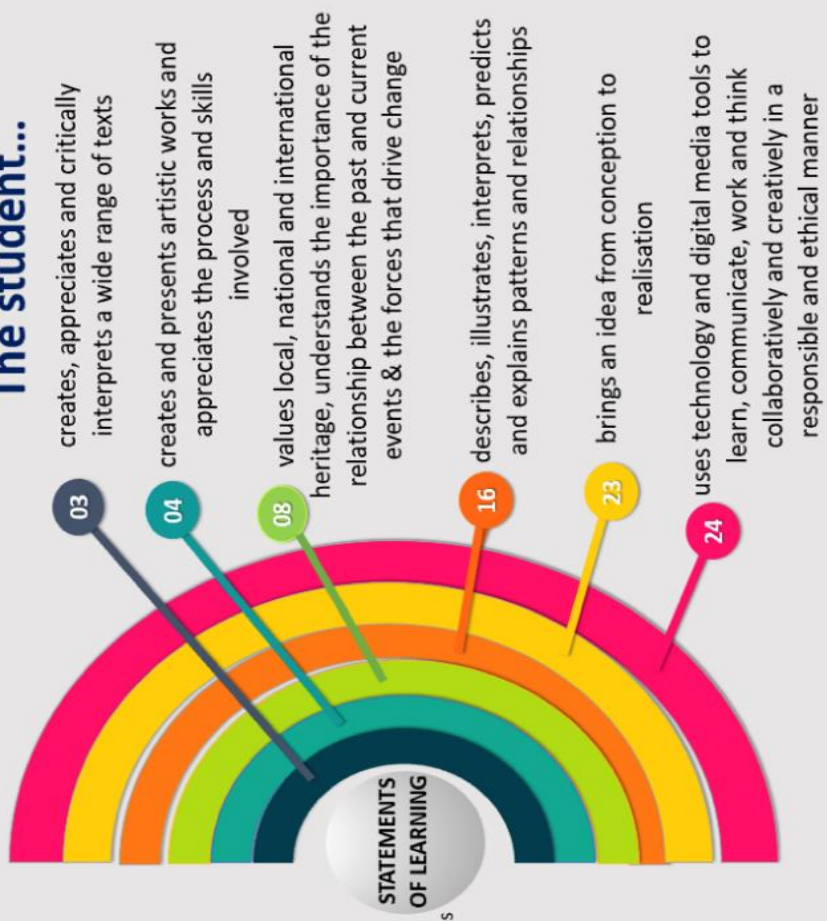 The student...
03
creates, appreciates and critically
interprets a wide range of texts
04
creates and presents artistic works and
appreciates the process and skills
involved
08
values local, national and international
heritage, understands the importance of the
relationship between the past and current
events & the forces that drive change
16
describes, illustrates, interprets, predicts
and explains patterns and relationships
23
brings an idea from conception to
realisation
24
uses technology and digital media tools to
learn, communicate, work and think
collaboratively and creatively in a
responsible and ethical manner
STATEMENTS
OF LEARNING
s